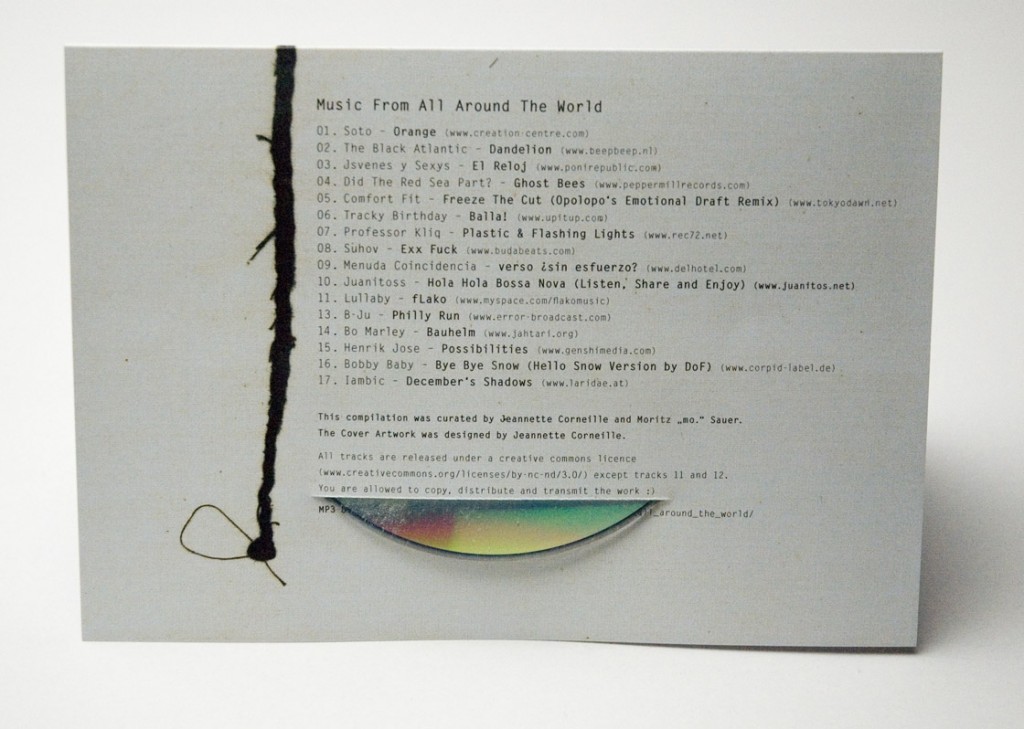 Music From All Around The World
01. Soto - Orange (www.creation-centre.com)
02. The Black Atlantic - Dandelion (www.beepbeep.nl)
03. Jsvenes y Sexys - El Reloj (www.ponirepublic.com)
04. Did The Red Sea Part? - Ghost Bees (www.peppermillrecords.com)
05. Comfort Fit - Freeze The Cut (Opolopo's Emotional Draft Remix) (www.tokyodawn.net)
06. Tracky Birthday - Balla! (www.upitup.com)
07. Professor Kliq - Plastic & Flashing Lights (www.rec72.net)
08. Suhov - Exx Fuck (www.budabeats.com)
09. Menuda Coincidencia - verso ¿sin esfuerzo? (www.delhotel.com)
10. Juanitoss - Hola Hola Bossa Nova (Listen, Share and Enjoy) (www.juanitos.net)
11. Lullaby - fLako (www.myspace.com/flakomusic)
13. B-Ju - Philly Run (www.error-broadcast.com)
14. Bo Marley - Bauhelm (www.jahtari.org)
15. Henrik Jose - Possibilities (www.genshimedia.com)
16. Bobby Baby - Bye Bye Snow (Hello Snow Version by DoF) (www.corpid-label.de)
17. Iambic - December's Shadows (www.laridae.at)
This compilation was curated by Jeannette Corneille and Moritz „mo.“ Sauer.
The Cover Artwork was designed by Jeannette Corneille.
All tracks are released under a creative commons licence
(www.creativecommons.org/licenses/by-nc-nd/3.0/) except tracks 11 and 12.
You are allowed to copy, distribute and transmit the work :)
MP3 _around_the_world/